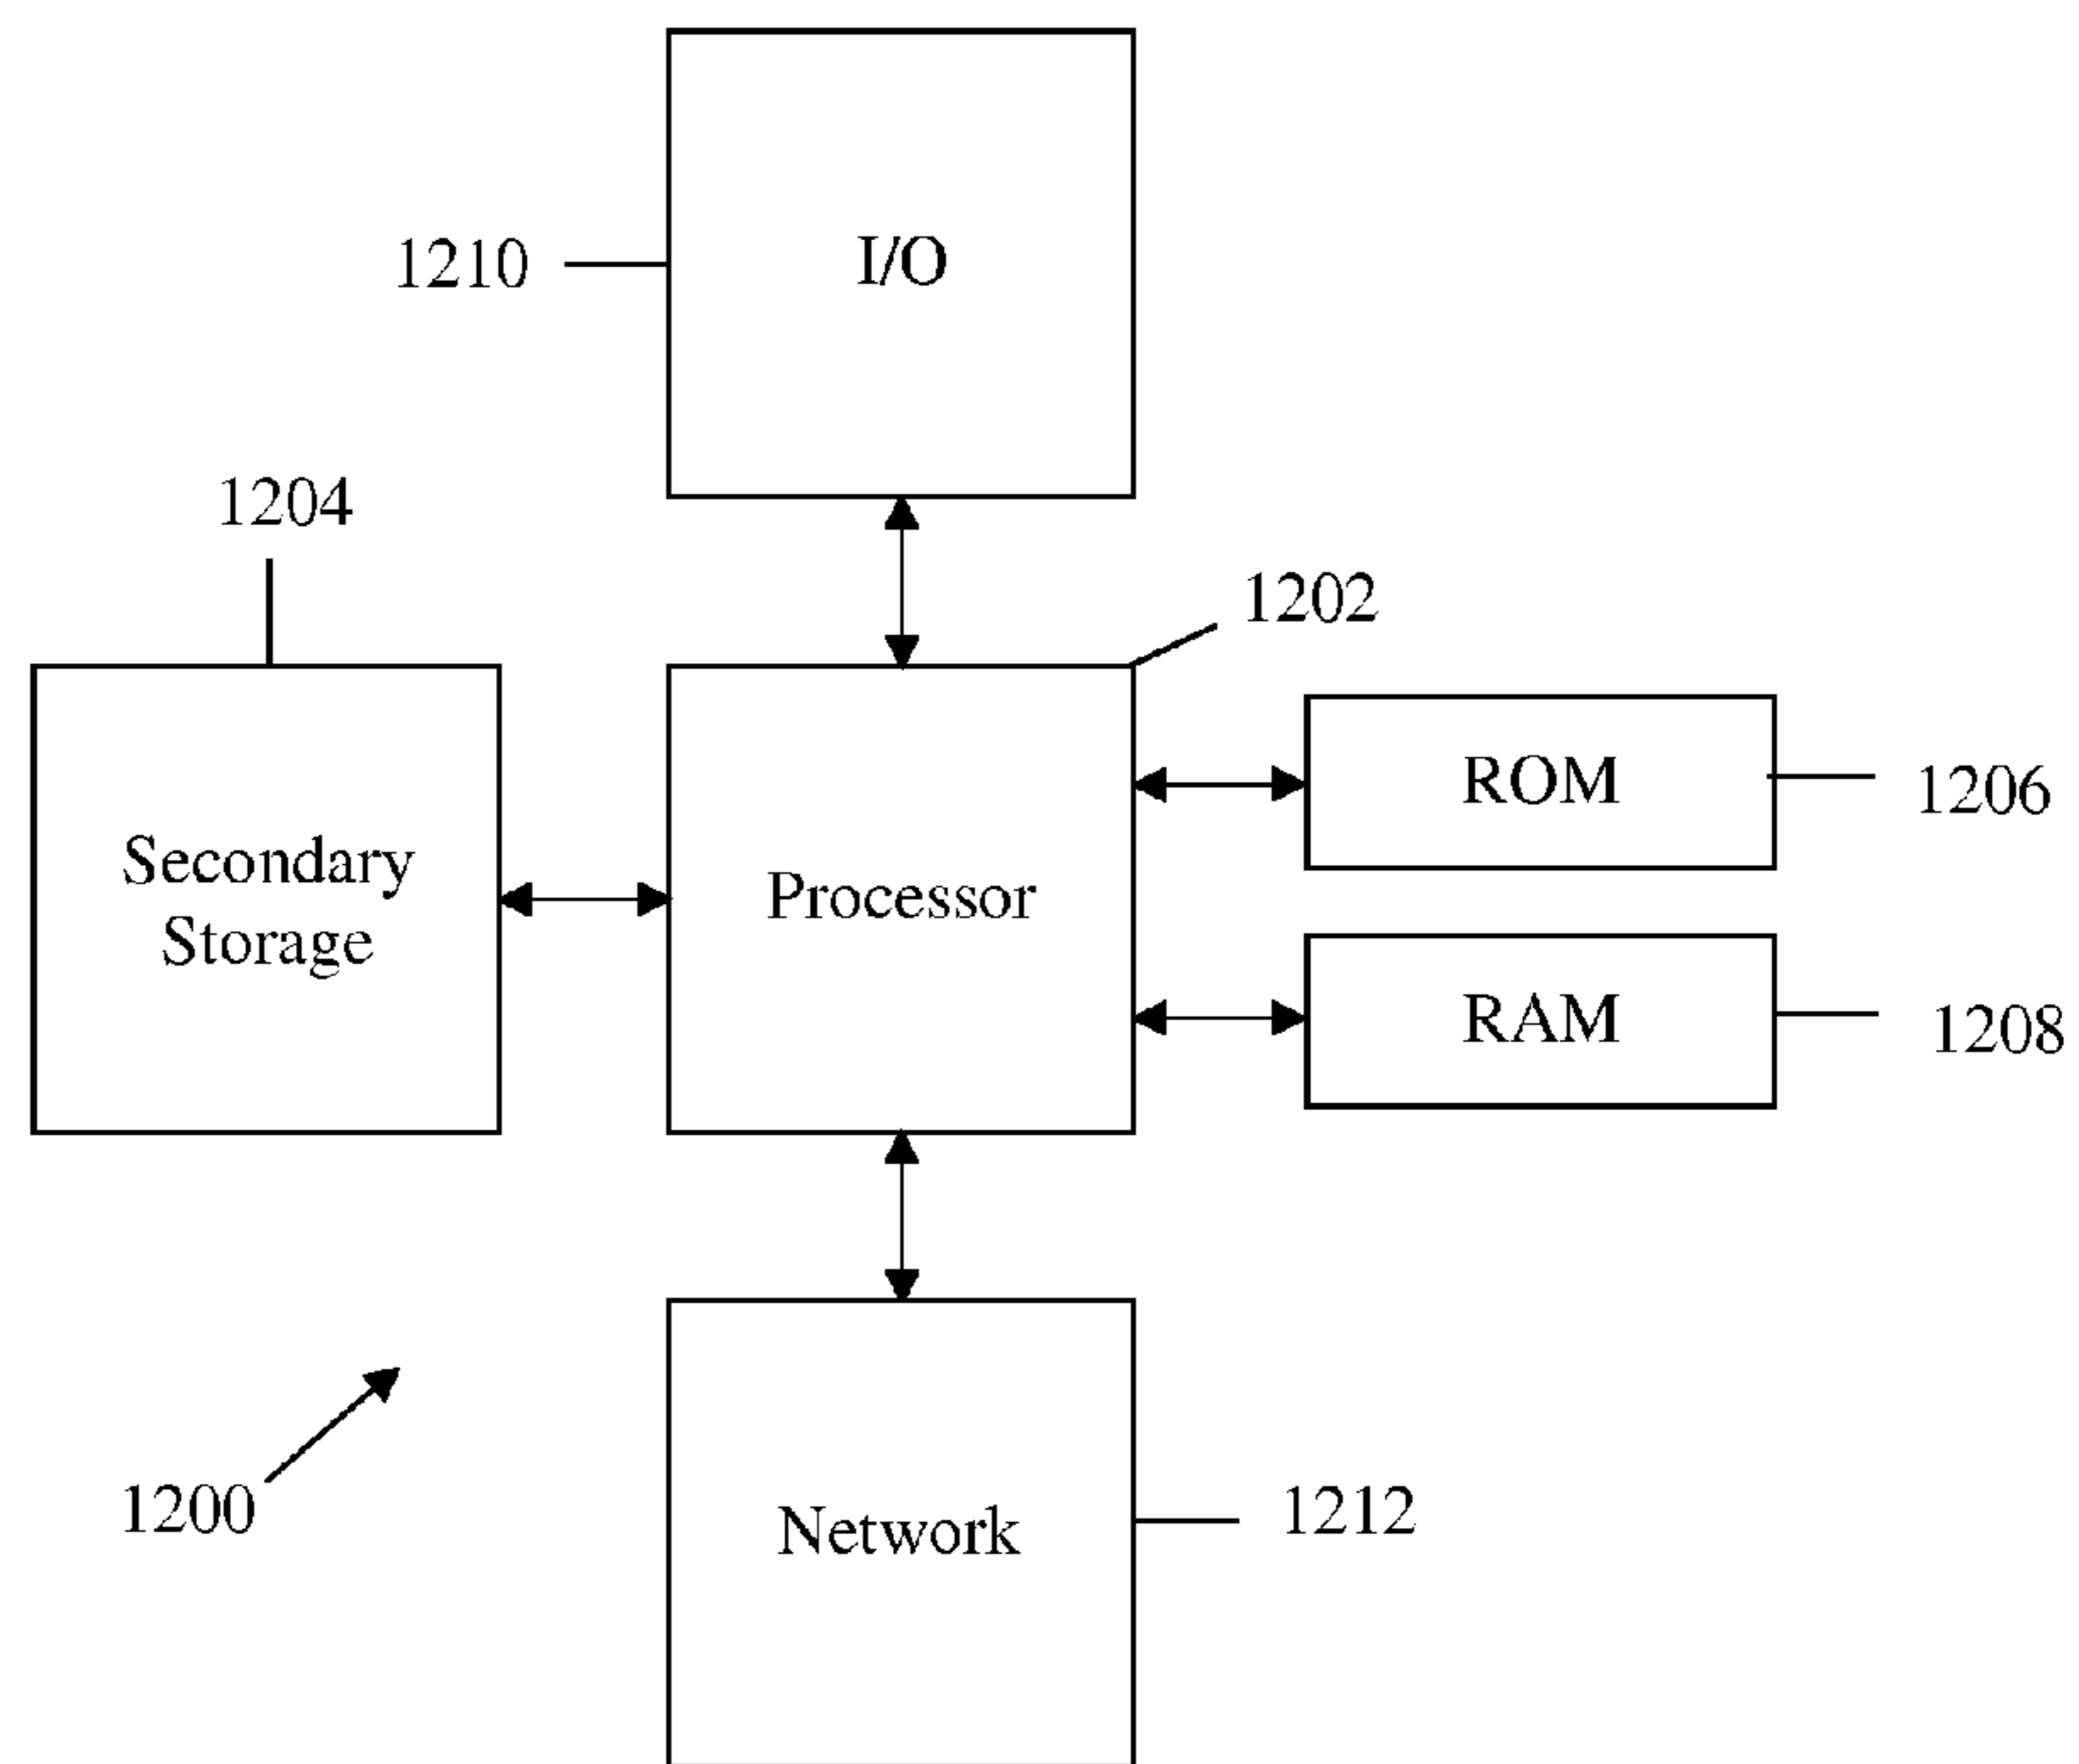 I/O
1210
1204
1202
ROM
1206
Secondary
Storage
Processor
RAM
1208
1200
Network
1212